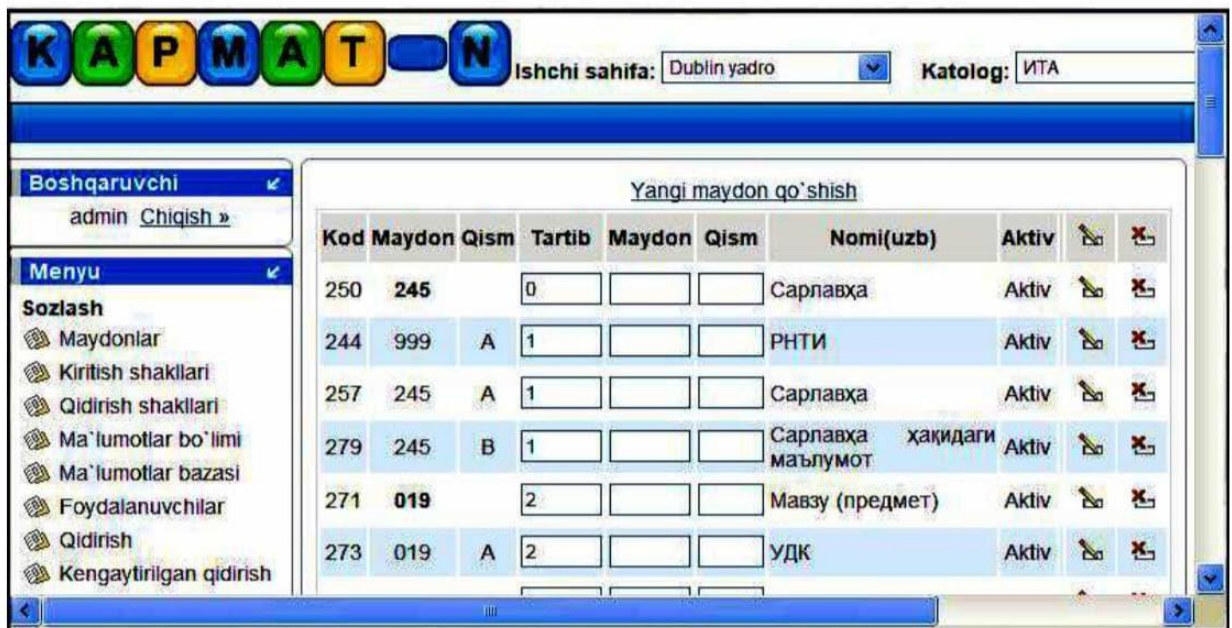 КАРМАТ-N
Ishchi sahifa: Dublin yadro Katolog: ИТА
Boshqaruvchi
admin Chiqish »
Menyu
Sozlash
Maydonlar
Kiritish shakllari
Qidirish shakllari
Ma`lumotlar bo`limi
Ma`lumotlar bazasi
Foydalanuvchilar
Qidirish
Kengaytirilgan qidirish
Yangi maydon qo`shish
Kod Maydon Qism Tartib Maydon Qism Nomi(uzb) Aktiv
250 245 0 Сарлавҳа Aktiv
244 999 A 1 РНТИ Aktiv
257 245 A 1 Сарлавҳа Aktiv
279 245 B 1 Сарлавҳа ҳақидаги маълумот Aktiv
271 019 2 Мавзу (предмет) Aktiv
273 019 A 2 УДК Aktiv